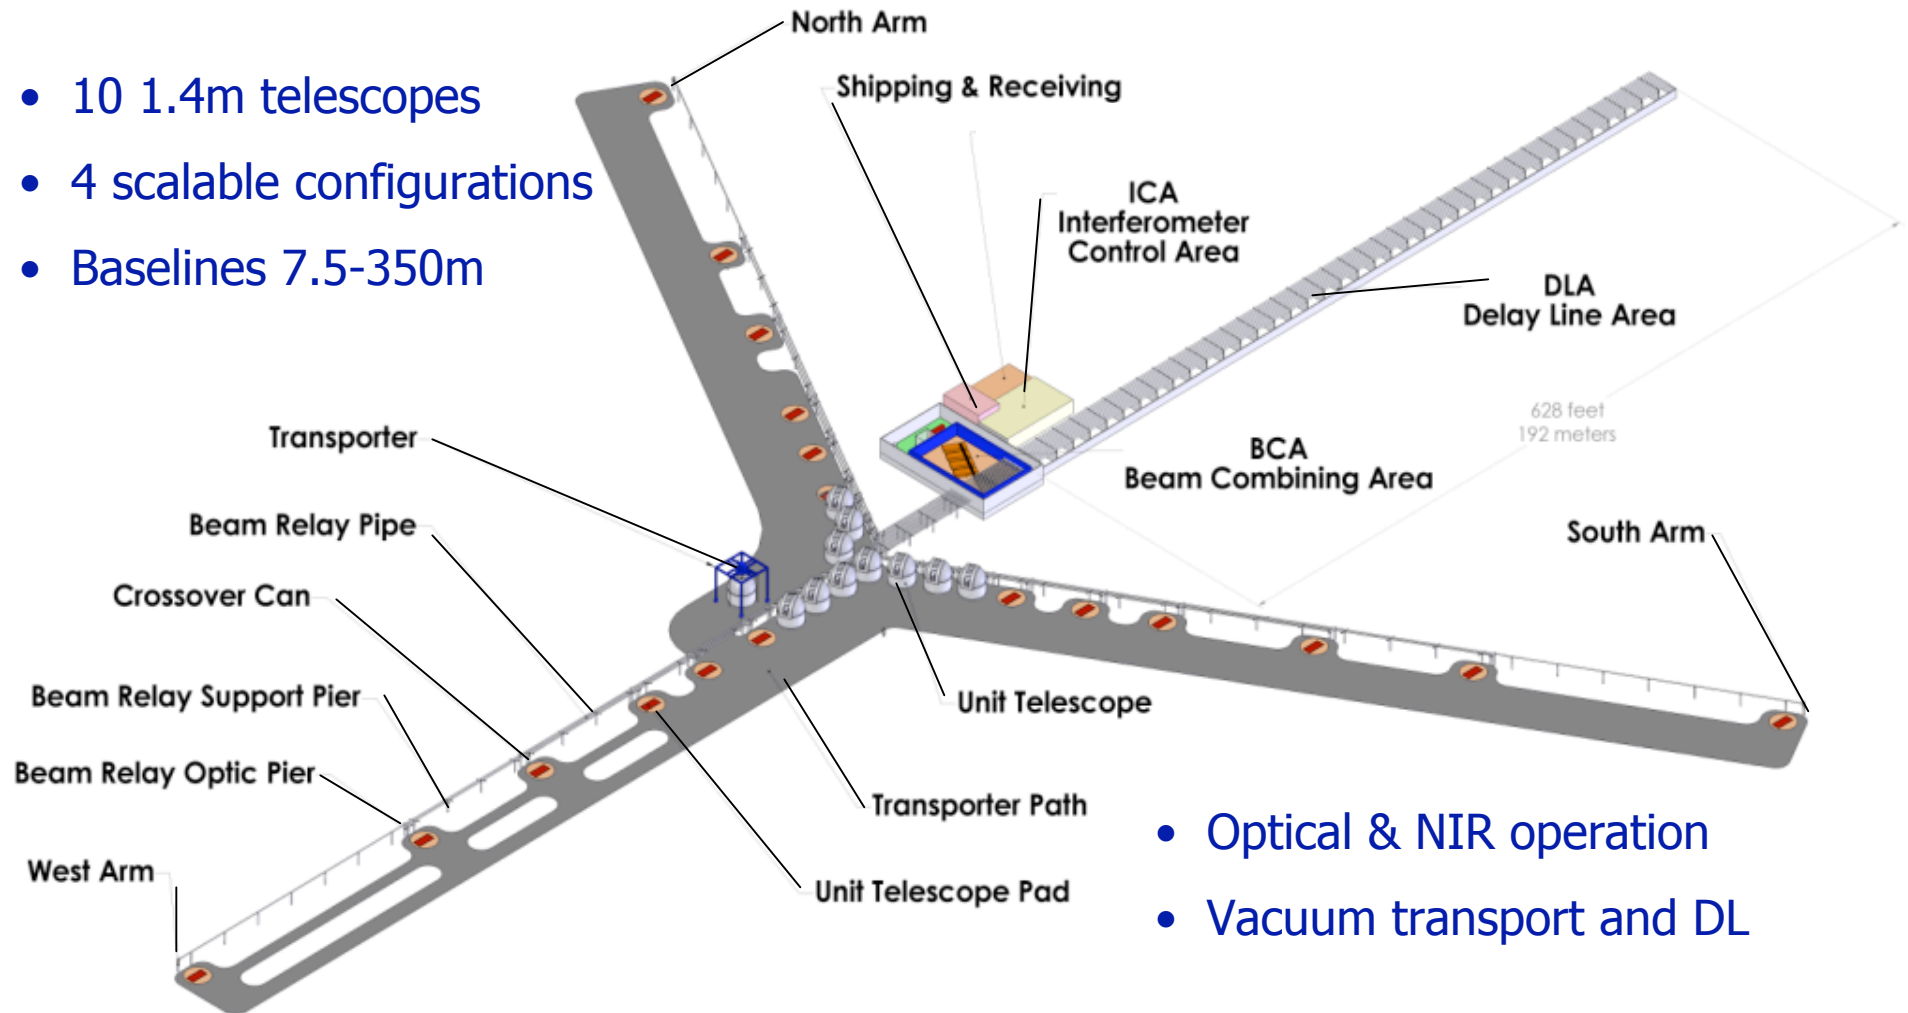 North Arm
Shipping & Receiving
• 10 1.4m telescopes
• 4 scalable configurations
• Baselines 7.5-350m
ICA
Interferometer
Control Area
DLA
Delay Line Area
628 feet
192 meters
BCA
Beam Combining Area
Transporter
Beam Relay Pipe
Crossover Can
South Arm
Beam Relay Support Pier
Unit Telescope
Beam Relay Optic Pier
Transporter Path
West Arm
Unit Telescope Pad
• Optical & NIR operation
• Vacuum transport and DL